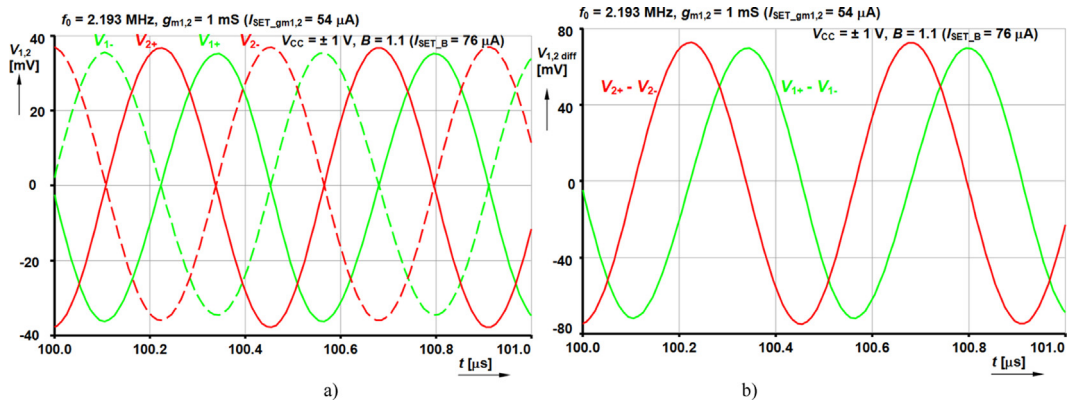 f0 = 2.193 MHz, gm1,2 = 1 mS (ISET_gm1,2 = 54 µA)
V1,2
[mV]
V1- V2+ V1+ V2-
VCC = ± 1 V, B = 1.1 (ISET_B = 76 µA)
40
20
0
-20
-40
100.0 100.2 100.4 100.6 100.8 101.0
t [µs]
a)
f0 = 2.193 MHz, gm1,2 = 1 mS (ISET_gm1,2 = 54 µA)
V1,2 diff
[mV]
VCC = ± 1 V, B = 1.1 (ISET_B = 76 µA)
V2+ - V2- V1+ - V1-
80
40
0
-40
-80
100.0 100.2 100.4 100.6 100.8 101.0
t [µs]
b)